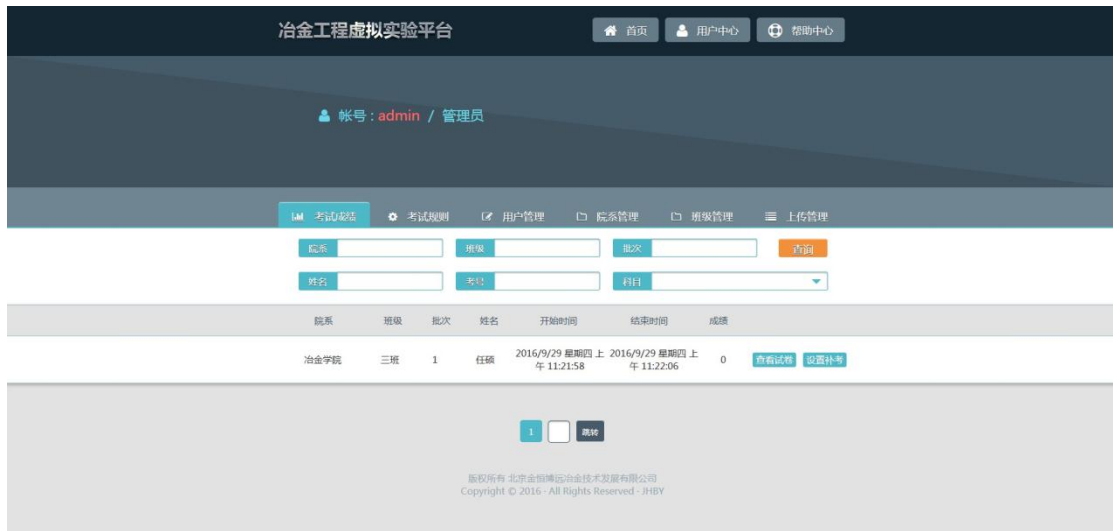 冶金工程虚拟实验平台 首页 用户中心 帮助中心
帐号 : admin / 管理员
考试成绩 考试规则 用户管理 院系管理 班级管理 上传管理
院系 班级 批次 查询
姓名 考号 科目
院系 班级 批次 姓名 开始时间 结束时间 成绩
冶金学院 三班 1 任硕 2016/9/29 星期四 上 2016/9/29 星期四 上 0 查看试卷 设置补考
午 11:21:58 午 11:22:06
1 跳转
版权所有 北京金恒博远冶金技术发展有限公司
Copyright © 2016 - All Rights Reserved - JHBY